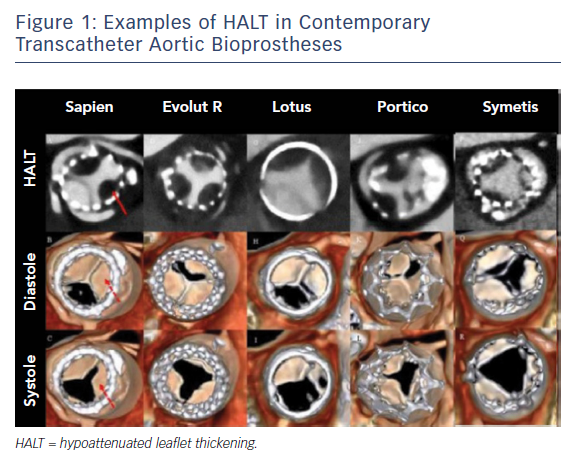 Figure 1: Examples of HALT in Contemporary
Transcatheter Aortic Bioprostheses
Sapien Evolut R Lotus Portico Symetis
HALT
B H Q
Diastole
C I L R
Systole
HALT = hypoattenuated leaflet thickening.